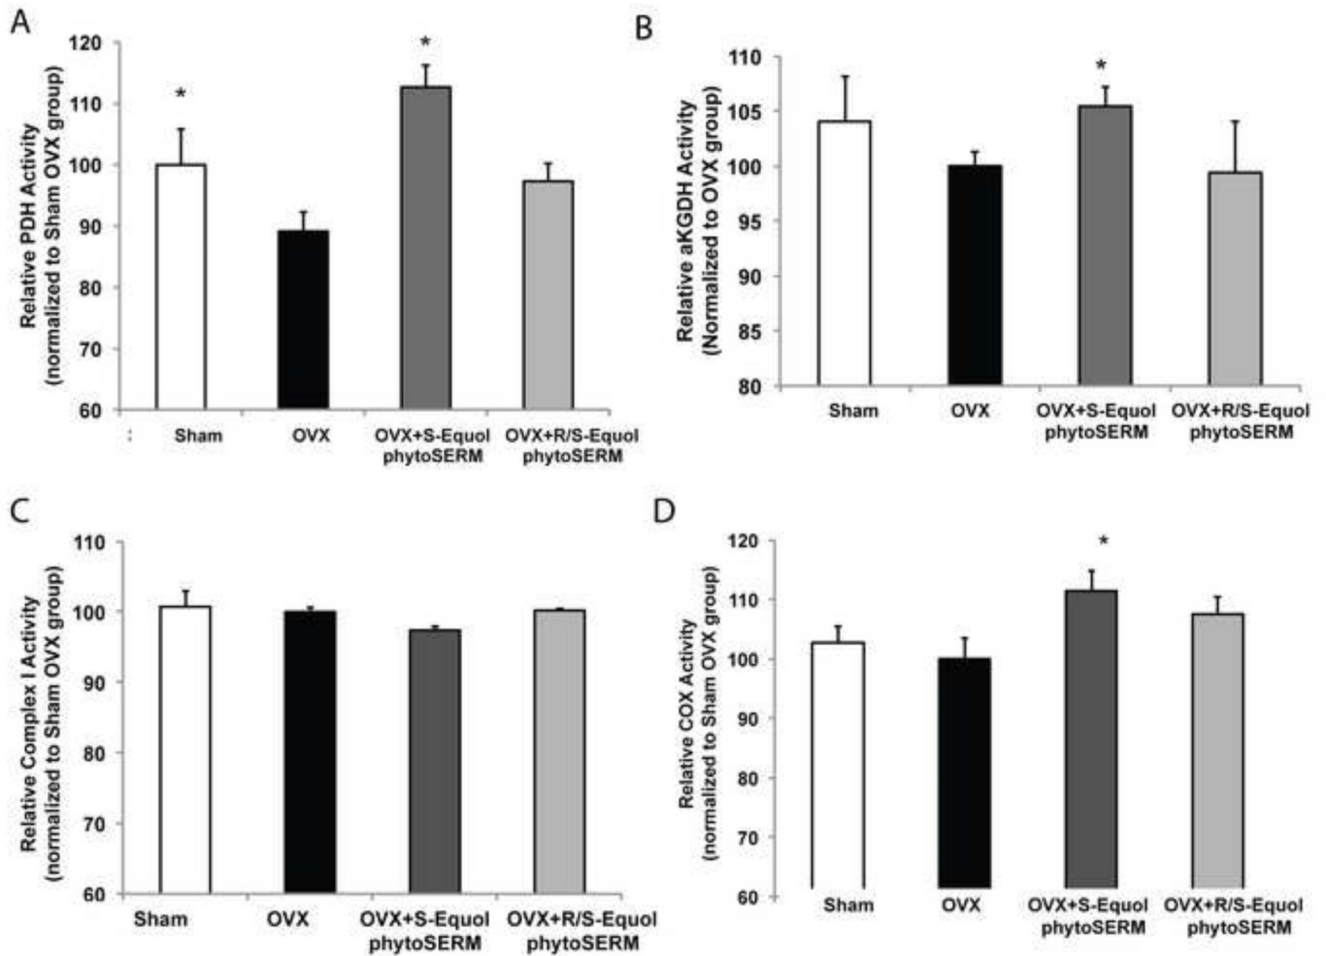 A
Relative PDH Activity
(normalized to Sham OVX group)
120
110
100
90
80
70
60
*
*
:
Sham
OVX
OVX+S-Equol
phytoSERM
OVX+R/S-Equol
phytoSERM
B
Relative aKGDH Activity
(Normalized to OVX group)
110
105
100
95
90
85
80
*
Sham
OVX
OVX+S-Equol
phytoSERM
OVX+R/S-Equol
phytoSERM
C
Relative Complex I Activity
(normalized to Sham OVX group)
110
100
90
80
70
60
Sham
OVX
OVX+S-Equol
phytoSERM
OVX+R/S-Equol
phytoSERM
D
Relative COX Activity
(normalized to Sham OVX group)
120
110
100
90
80
70
60
*
Sham
OVX
OVX+S-Equol
phytoSERM
OVX+R/S-Equol
phytoSERM